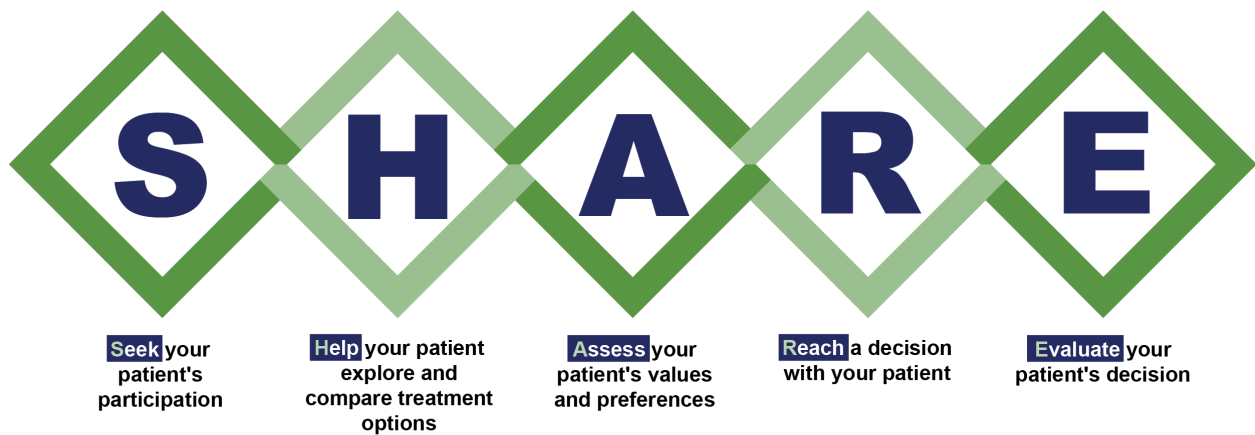 S H A R E
Seek your
patient's
participation
Help your patient
explore and
compare treatment
options
Assess your
patient's values
and preferences
Reach a decision
with your patient
Evaluate your
patient's decision